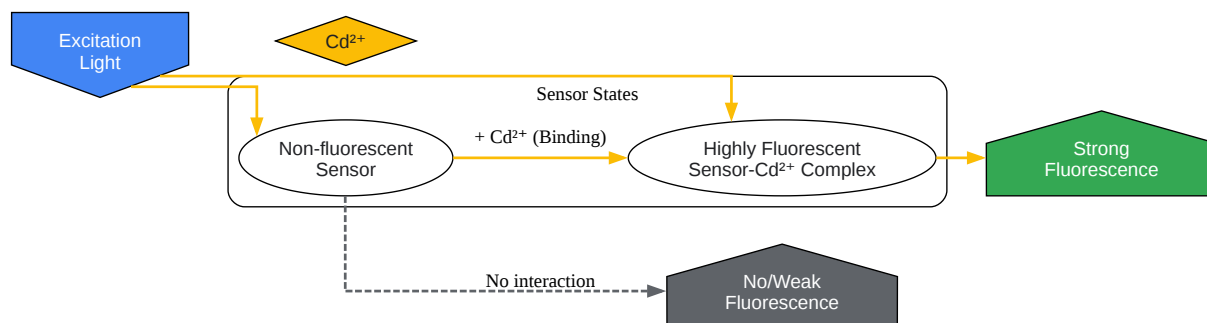 Excitation
Light
Cd²⁺
Sensor States
Non-fluorescent
Sensor
+ Cd²⁺ (Binding)
Highly Fluorescent
Sensor-Cd²⁺ Complex
Strong
Fluorescence
No interaction
No/Weak
Fluorescence